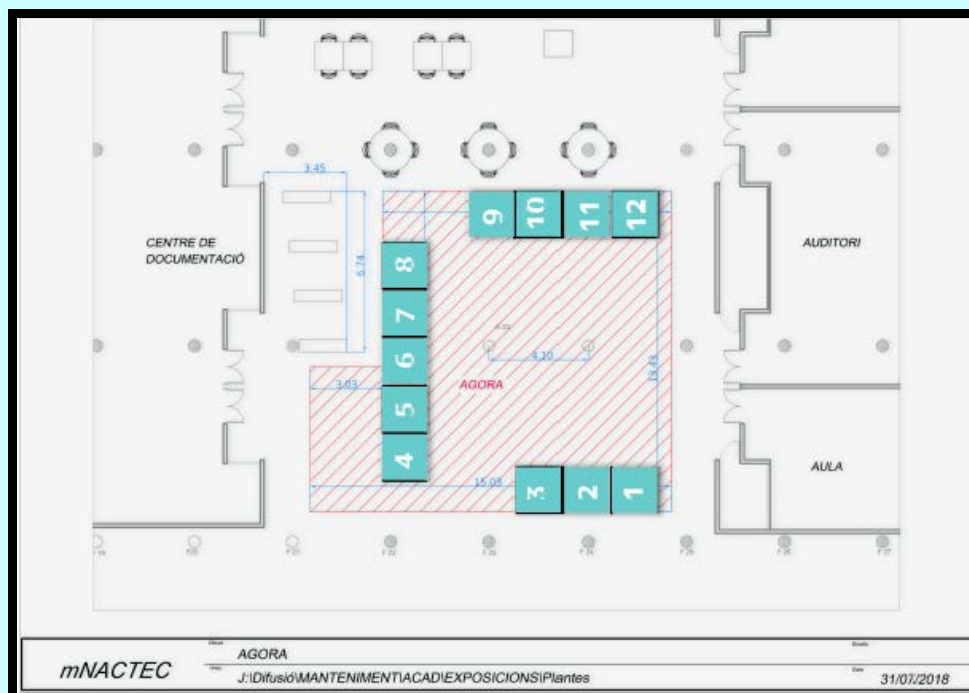 3.45
9
10
11
12
CENTRE DE
DOCUMENTACIÓ
6.74
8
AUDITORI
7
4.10
13.43
6
3.03
AGORA
5
4
AULA
15.03
3
2
1
AGORA
mNACTEC
J:\Difusió\MANTENIMENT\ACAD\EXPOSICIONS\Plantes
31/07/2018